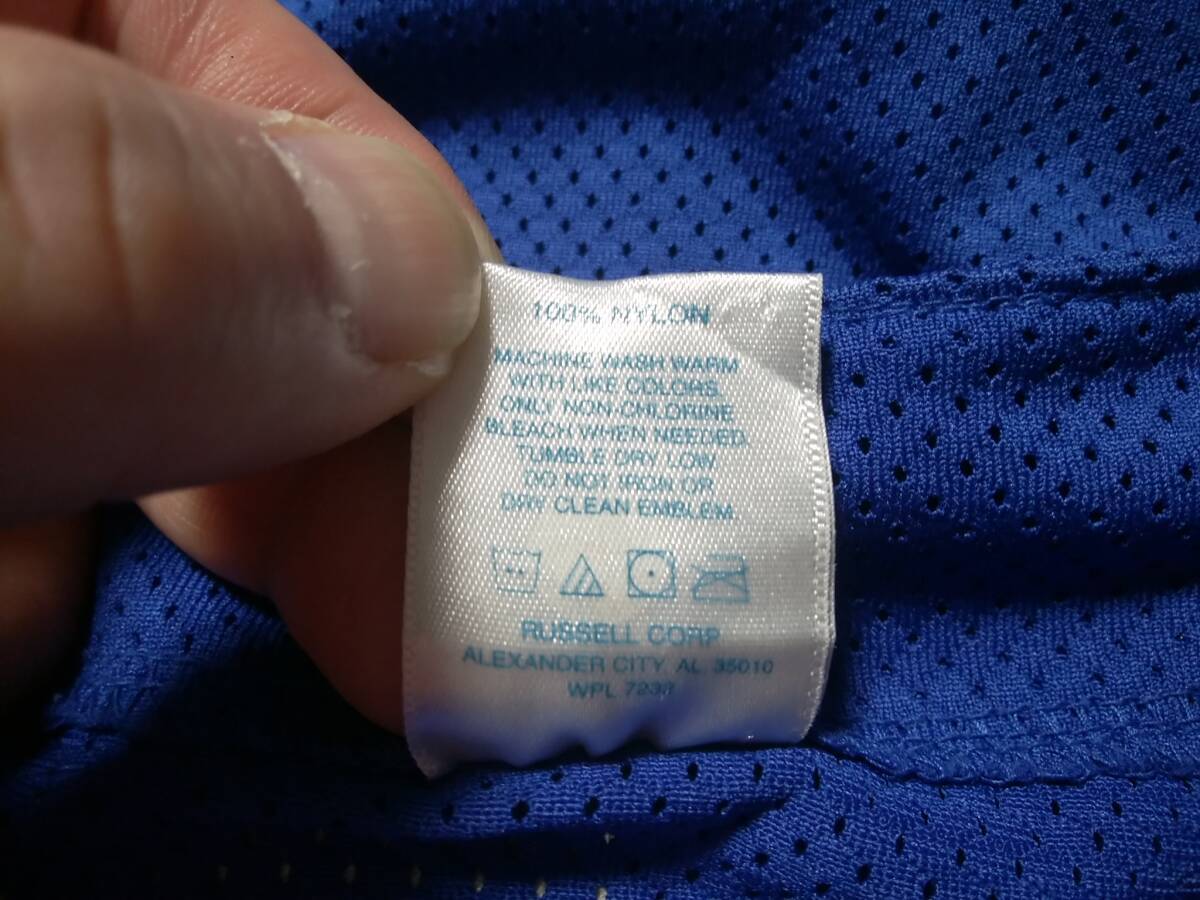 100% NYLON
MACHINE WASH WARM
WITH LIKE COLORS
ONLY NON-CHLORINE
BLEACH WHEN NEEDED.
TUMBLE DRY LOW
DO NOT IRON OR
DRY CLEAN EMBLEM
RUSSELL CORP
ALEXANDER CITY, AL. 35010
WPL 7233